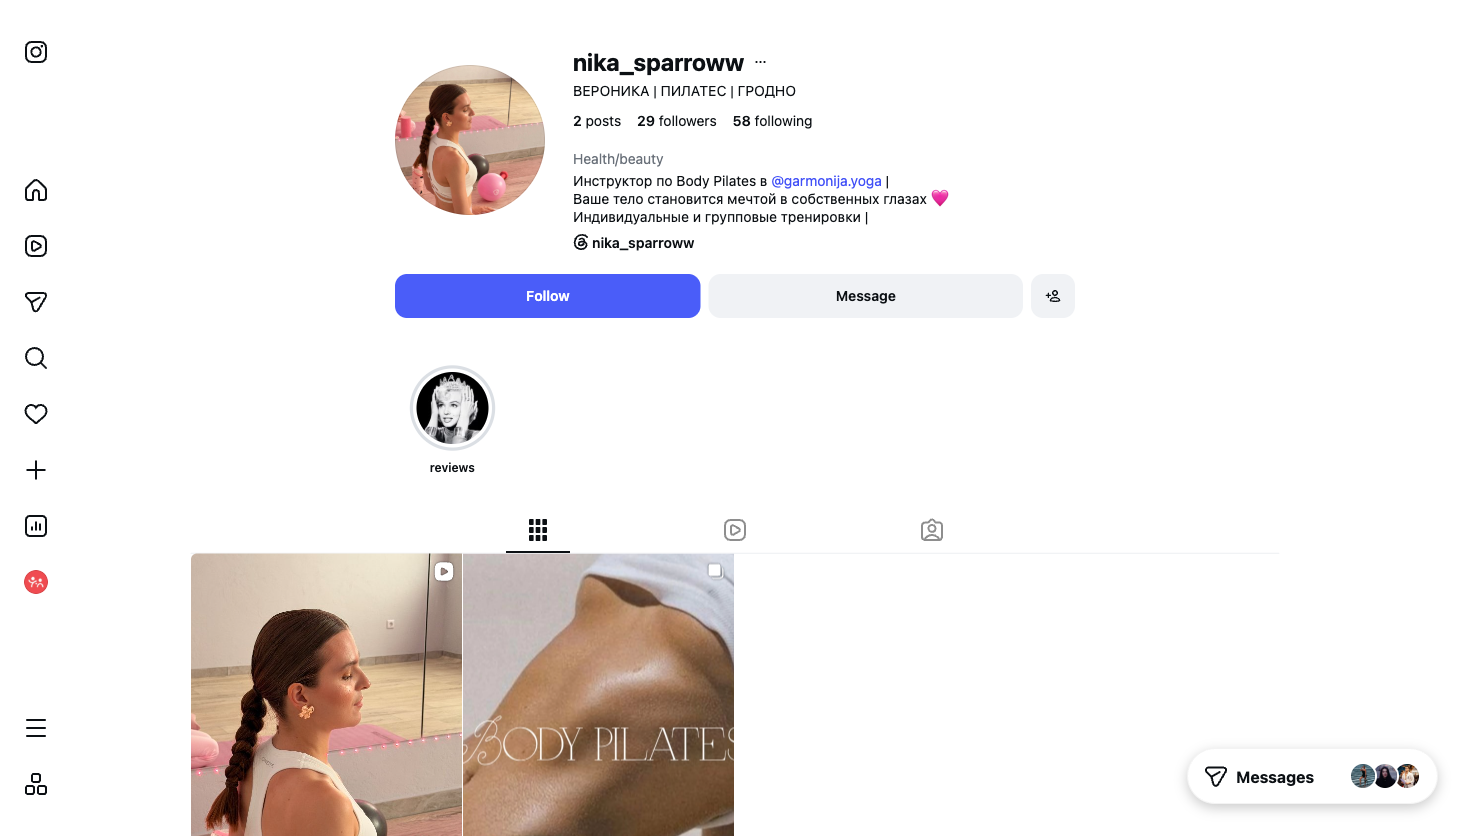 nika_sparroww ...
ВЕРОНИКА | ПИЛАТЕС | ГРОДНО
2 posts 29 followers 58 following
Health/beauty
Инструктор по Body Pilates в @garmonija.yoga |
Ваше тело становится мечтой в собственных глазах 💗
Индивидуальные и групповые тренировки |
nika_sparroww
Follow Message
reviews
BODY PILATES
Messages